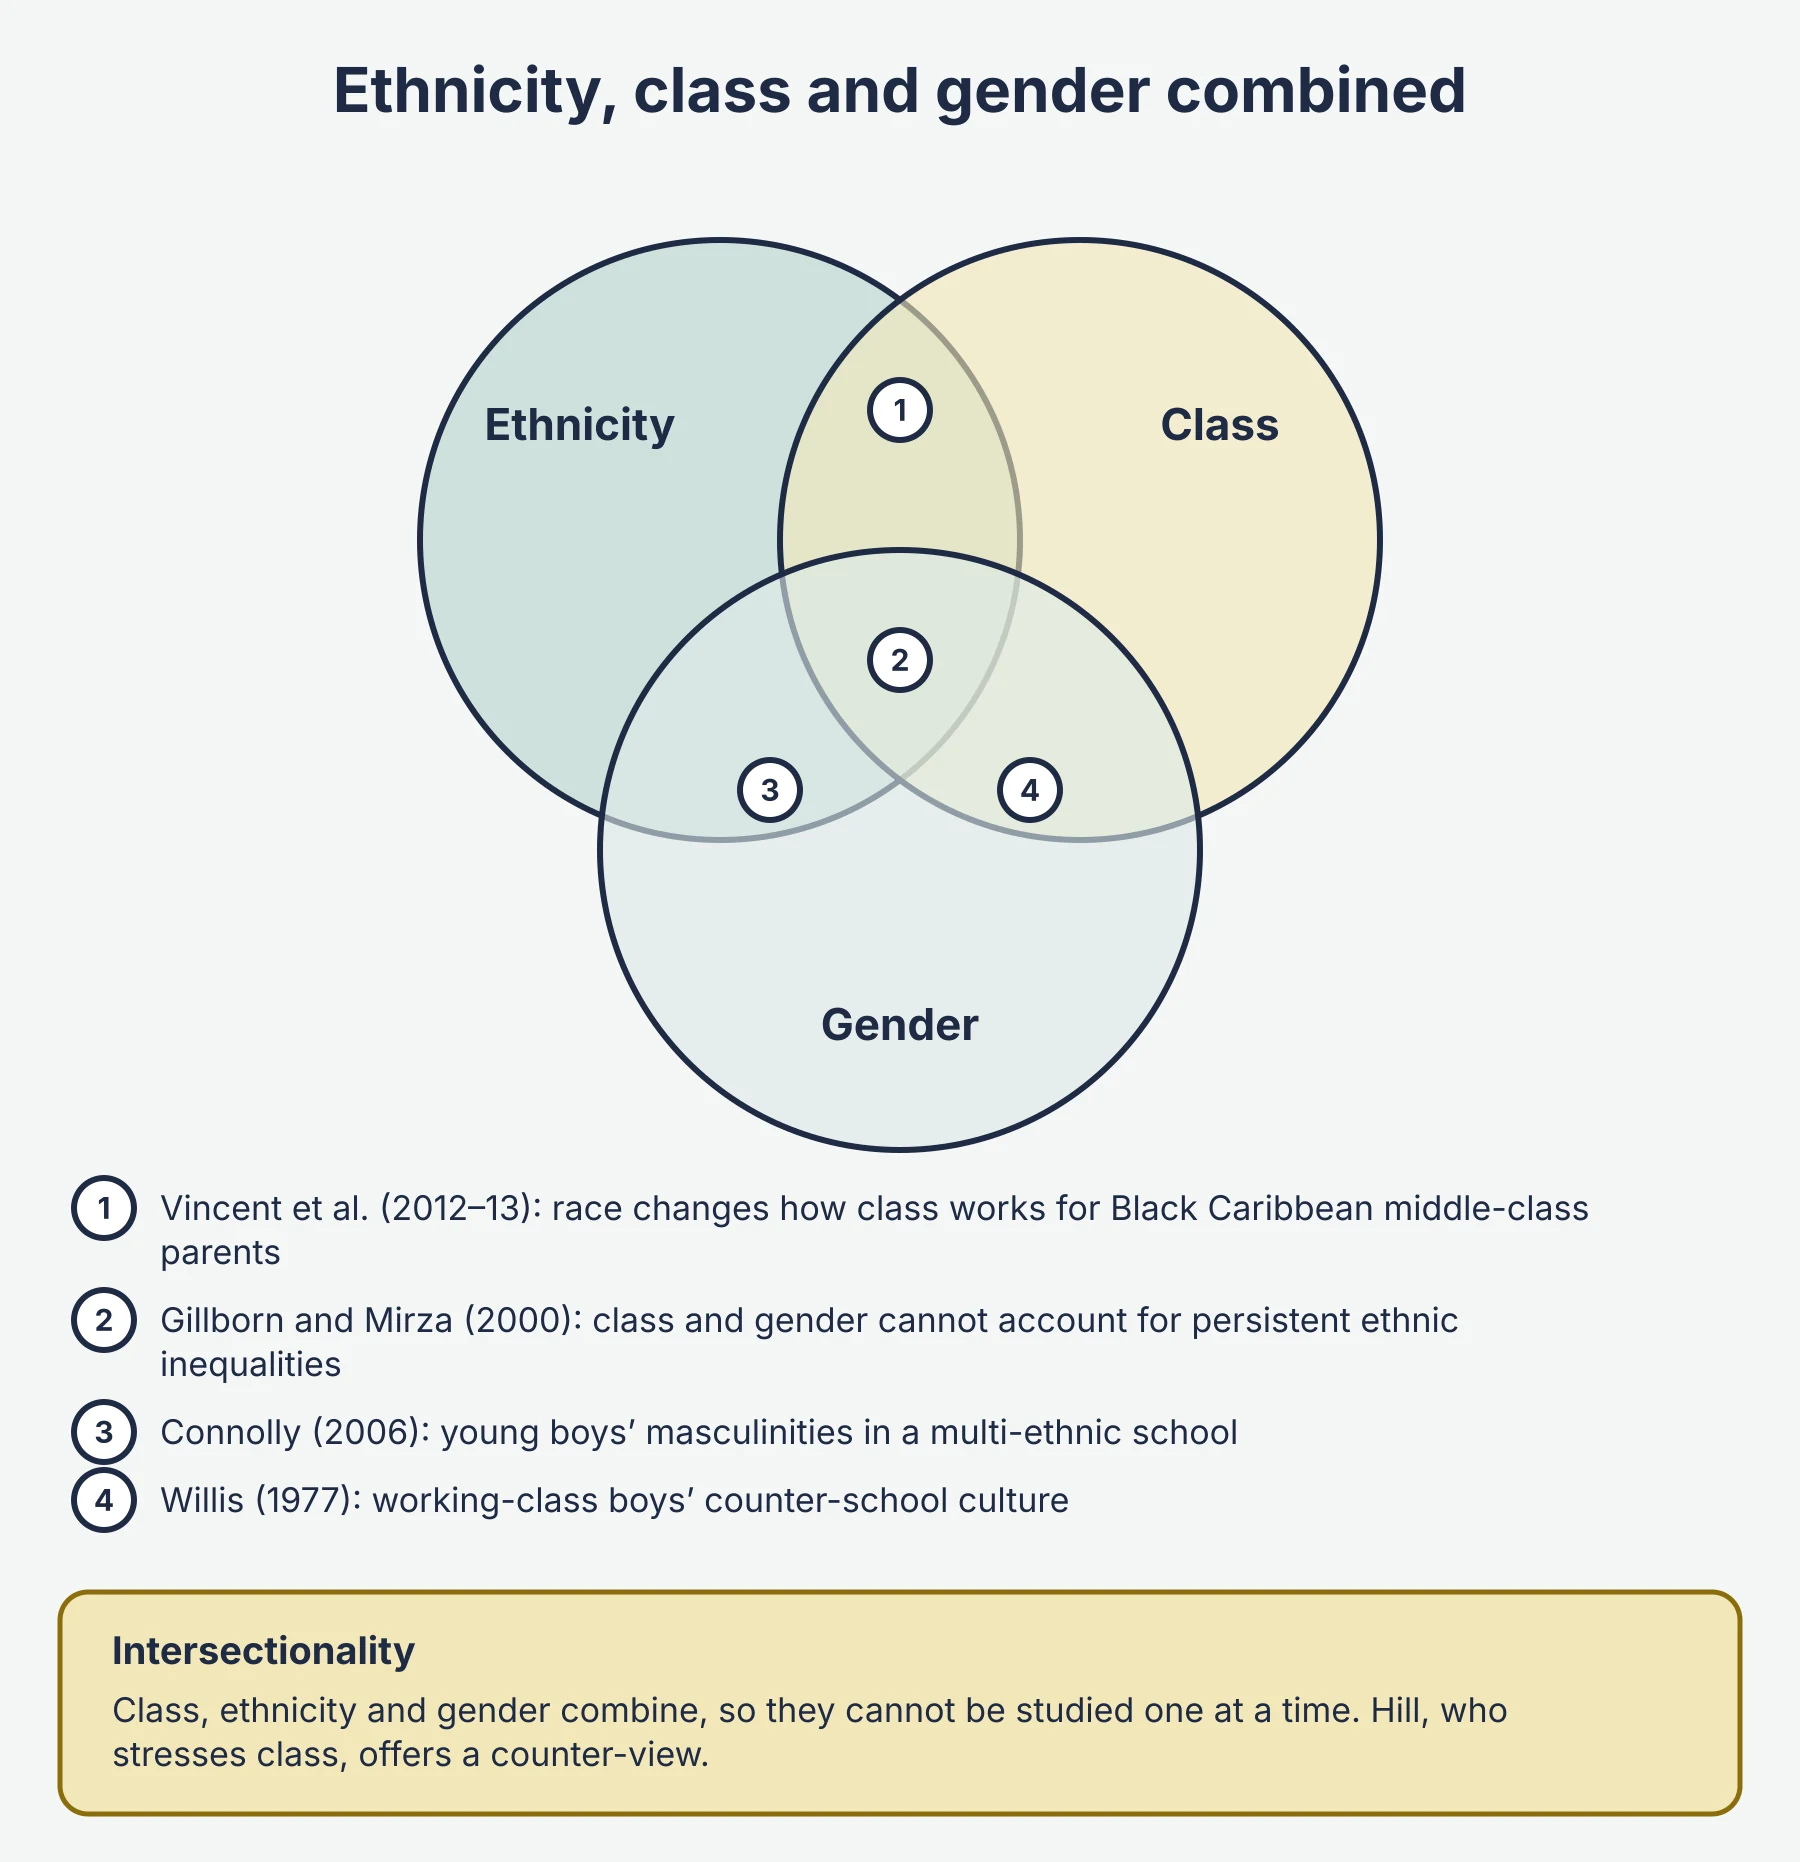 Ethnicity, class and gender combined
Ethnicity
1
Class
2
3
4
Gender
1 Vincent et al. (2012–13): race changes how class works for Black Caribbean middle-class
parents
2 Gillborn and Mirza (2000): class and gender cannot account for persistent ethnic
inequalities
3 Connolly (2006): young boys’ masculinities in a multi-ethnic school
4 Willis (1977): working-class boys’ counter-school culture
Intersectionality
Class, ethnicity and gender combine, so they cannot be studied one at a time. Hill, who
stresses class, offers a counter-view.